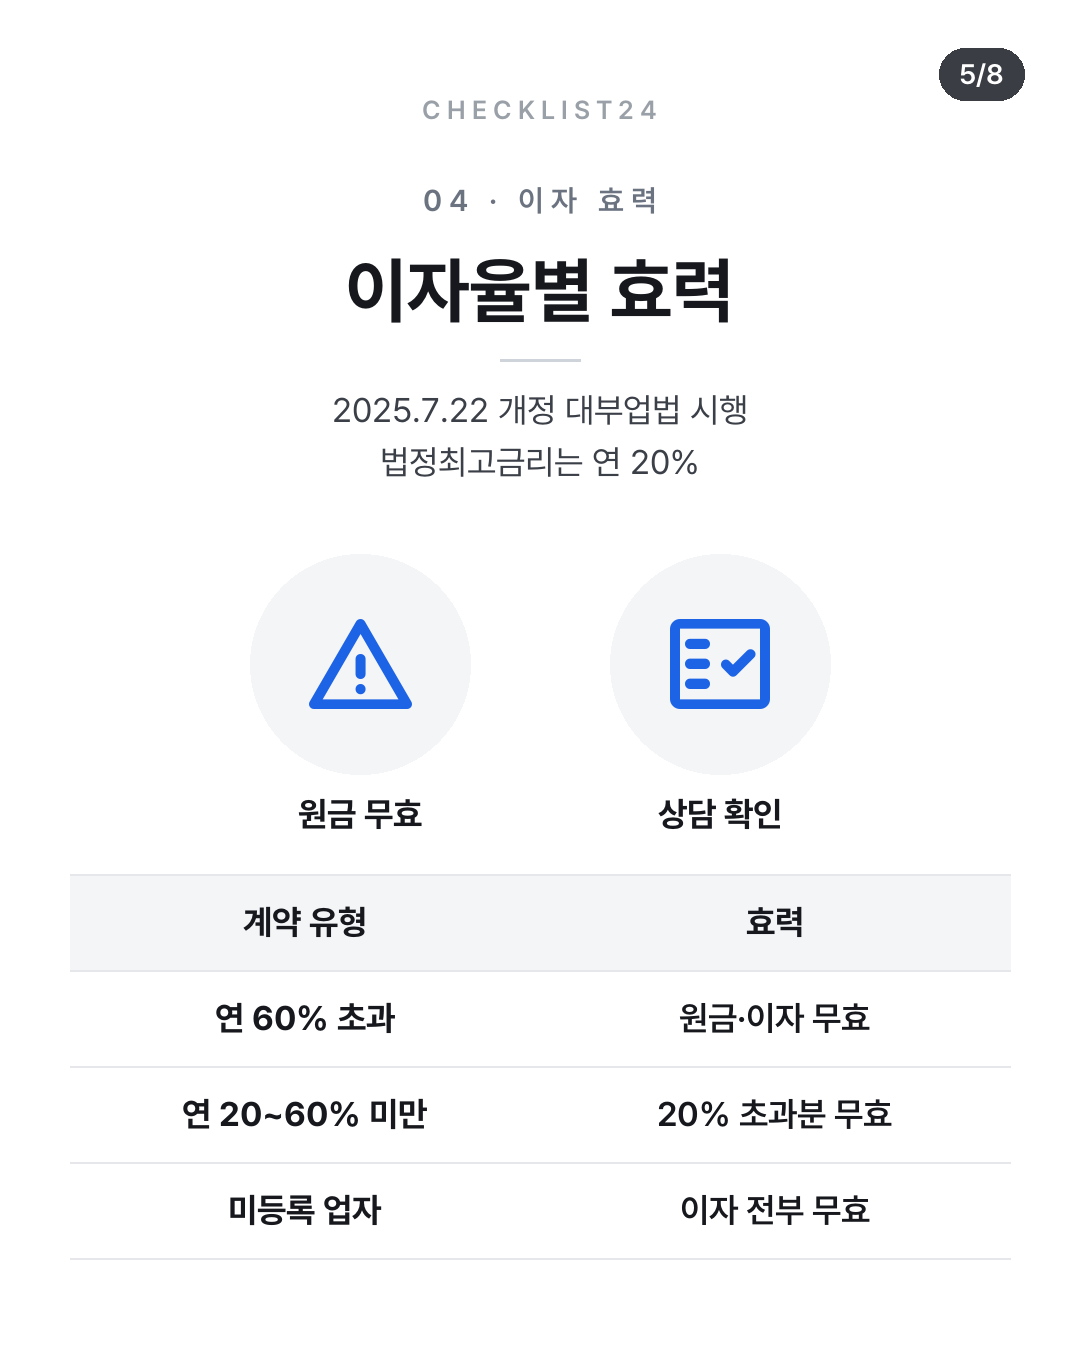 5/8
CHECKLIST24
04 · 이자 효력
이자율별 효력
2025.7.22 개정 대부업법 시행
법정최고금리는 연 20%
원금 무효
상담 확인
계약 유형 효력
연 60% 초과 원금·이자 무효
연 20~60% 미만 20% 초과분 무효
미등록 업자 이자 전부 무효